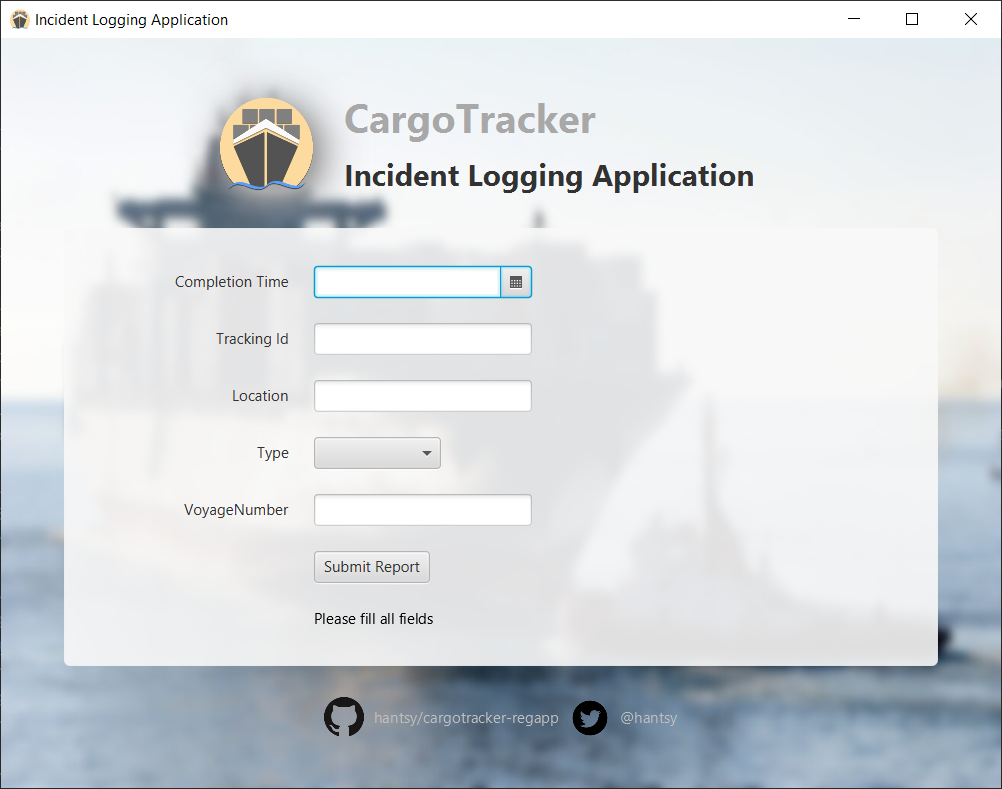 Incident Logging Application
CargoTracker
Incident Logging Application
Completion Time
Tracking Id
Location
Type
VoyageNumber
Submit Report
Please fill all fields
hantsy/cargotracker-regapp @hantsy